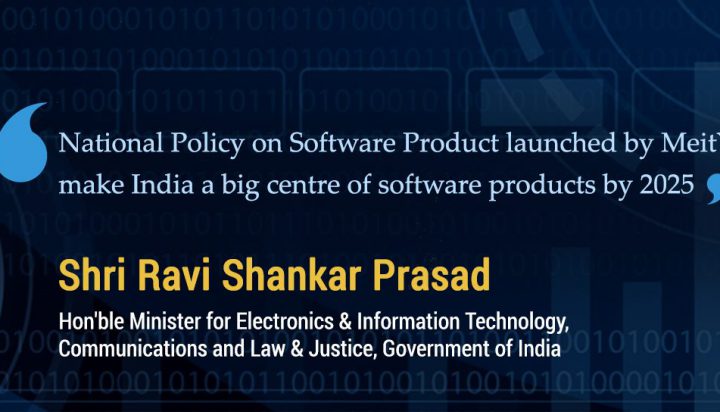 National Policy on Software Product launched by MeitY
make India a big centre of software products by 2025
Shri Ravi Shankar Prasad
Hon'ble Minister for Electronics & Information Technology,
Communications and Law & Justice, Government of India